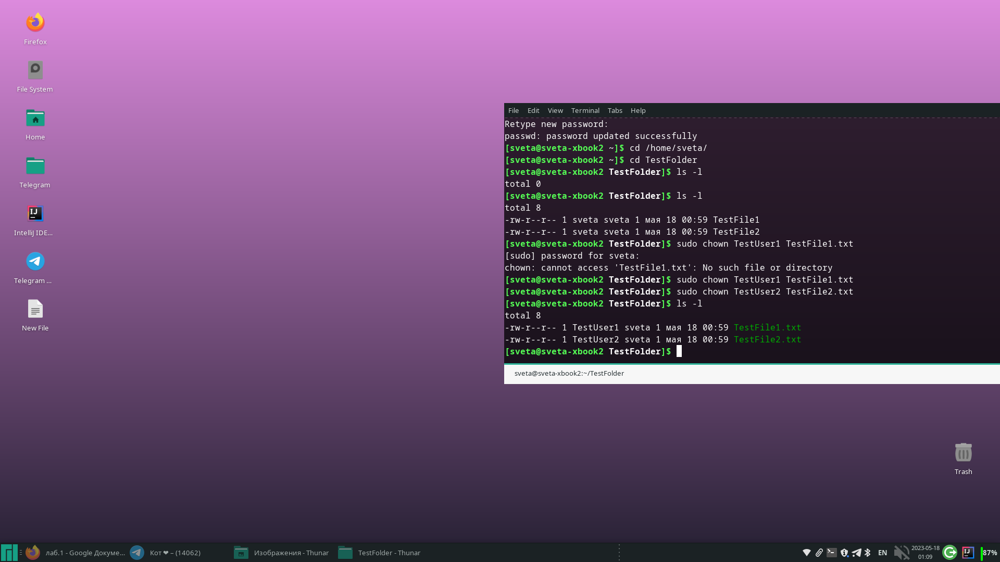 Firefox
File System
Home
Telegram
IntelliJ IDE...
Telegram ...
New File
File Edit View Terminal Tabs Help
Retype new password:
passwd: password updated successfully
[sveta@sveta-xbook2 ~]$ cd /home/sveta/
[sveta@sveta-xbook2 ~]$ cd TestFolder
[sveta@sveta-xbook2 TestFolder]$ ls -l
total 0
[sveta@sveta-xbook2 TestFolder]$ ls -l
total 8
-rw-r--r-- 1 sveta sveta 1 мая 18 00:59 TestFile1
-rw-r--r-- 1 sveta sveta 1 мая 18 00:59 TestFile2
[sveta@sveta-xbook2 TestFolder]$ sudo chown TestUser1 TestFile1.txt
[sudo] password for sveta:
chown: cannot access 'TestFile1.txt': No such file or directory
[sveta@sveta-xbook2 TestFolder]$ sudo chown TestUser1 TestFile1.txt
[sveta@sveta-xbook2 TestFolder]$ sudo chown TestUser2 TestFile2.txt
[sveta@sveta-xbook2 TestFolder]$ ls -l
total 8
-rw-r--r-- 1 TestUser1 sveta 1 мая 18 00:59 TestFile1.txt
-rw-r--r-- 1 TestUser2 sveta 1 мая 18 00:59 TestFile2.txt
[sveta@sveta-xbook2 TestFolder]$
sveta@sveta-xbook2:~/TestFolder
Trash
лаб.1 - Google Докуме... Кот ❤ – (14062) Изображения - Thunar TestFolder - Thunar EN 2023-05-18 87%
01:09